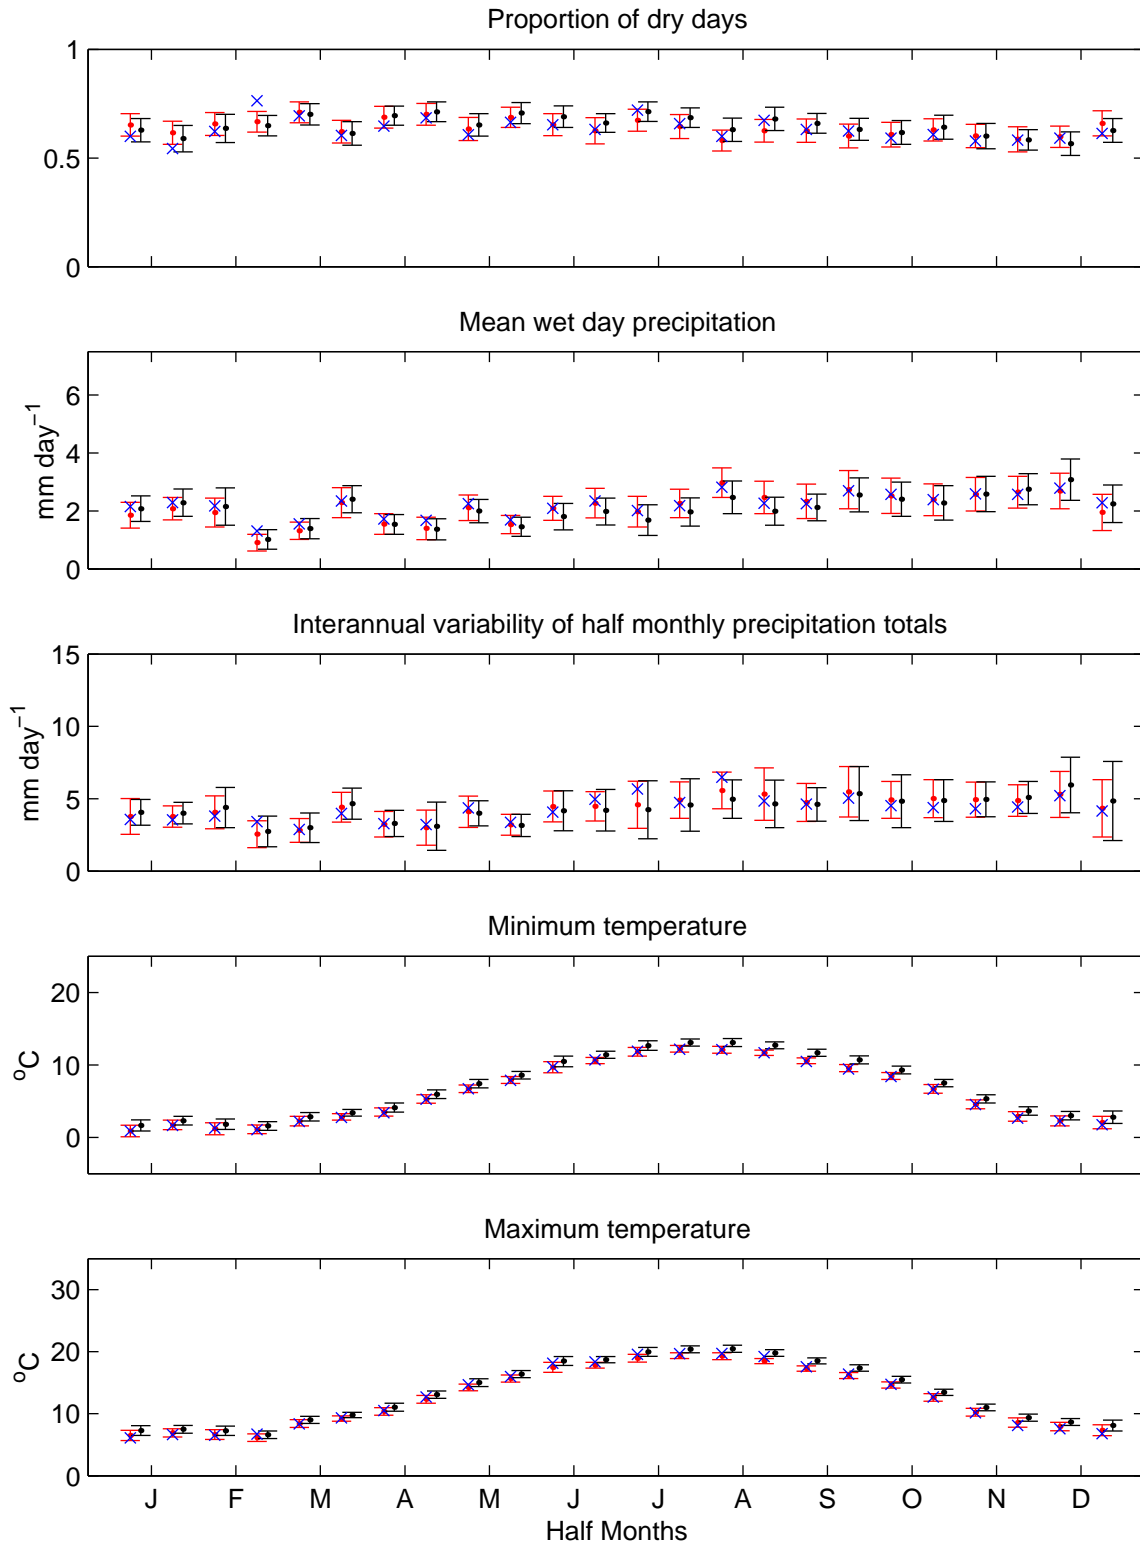 Proportion of dry days
1
0.5
0
Mean wet day precipitation
mm day⁻¹
6
4
2
0
Interannual variability of half monthly precipitation totals
mm day⁻¹
15
10
5
0
Minimum temperature
ºC
20
10
0
Maximum temperature
ºC
30
20
10
0
J F M A M J J A S O N D
Half Months